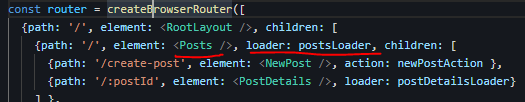 const router = createBrowserRouter([
{path: '/', element: <RootLayout />, children: [
{path: '/', element: <Posts />, loader: postsLoader, children: [
{path: '/create-post', element: <NewPost />, action: newPostAction },
{path: '/:postId', element: <PostDetails />, loader: postDetailsLoader}
] },